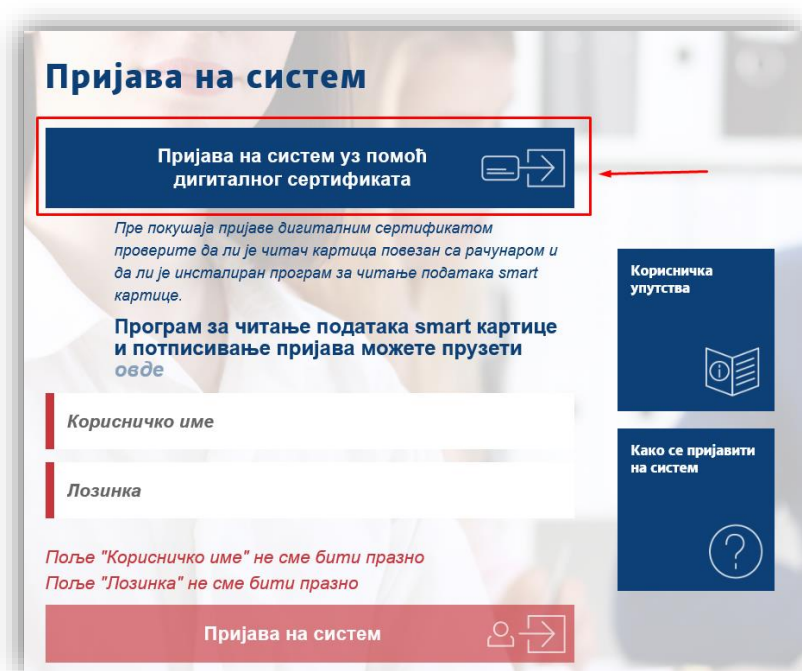 Пријава на систем
Пријава на систем уз помоћ
дигиталног сертификата
Пре покушаја пријаве дигиталним сертификатом
проверите да ли је читач картица повезан са рачунаром и
да ли је инсталиран програм за читање података smart
картице.
Програм за читање података smart картице
и потписивање пријава можете прузети
овде
Корисничко име
Лозинка
Поље "Корисничко име" не сме бити празно
Поље "Лозинка" не сме бити празно
Пријава на систем
Корисничка
упутства
Како се пријавити
на систем